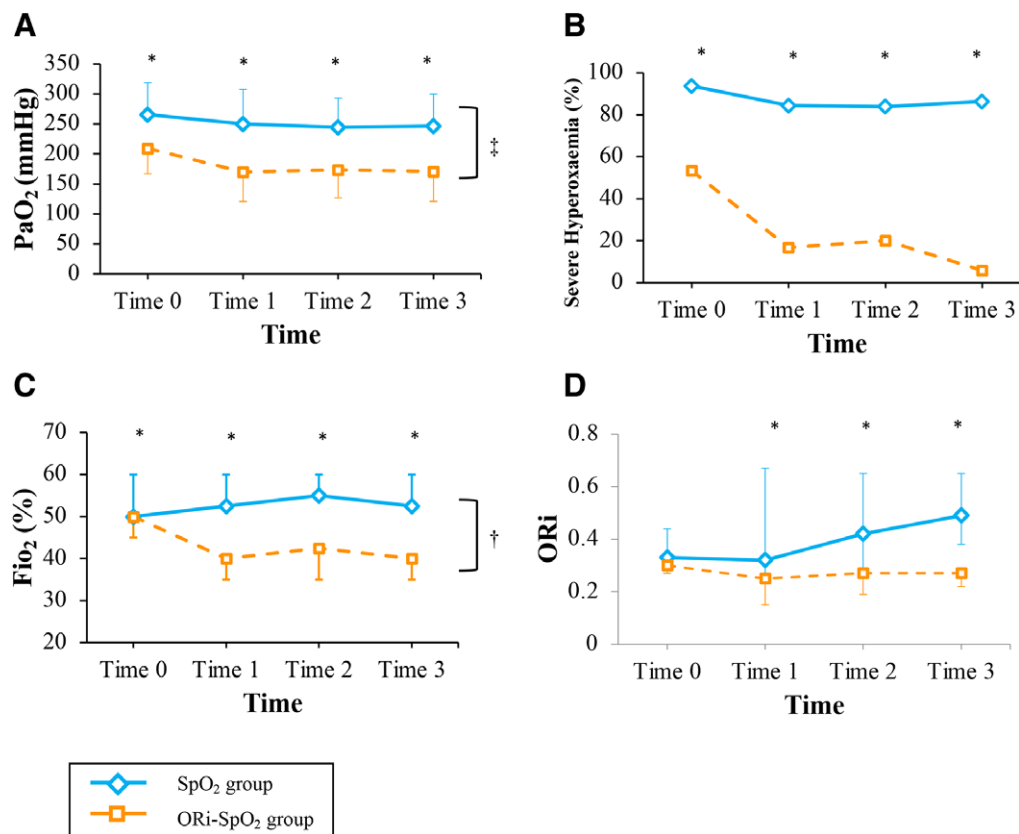 A
*
*
*
*
350
300
250
200
150
100
50
0
PaO₂ (mmHg)
‡
Time 0
Time 1
Time 2
Time 3
Time
B
*
*
*
*
100
80
60
40
20
0
Severe Hyperoxaemia (%)
Time 0
Time 1
Time 2
Time 3
Time
C
*
*
*
*
70
60
50
40
30
20
Fio₂ (%)
†
Time 0
Time 1
Time 2
Time 3
Time
D
*
*
*
0.8
0.6
0.4
0.2
0
ORi
Time 0
Time 1
Time 2
Time 3
Time
SpO₂ group
ORi-SpO₂ group